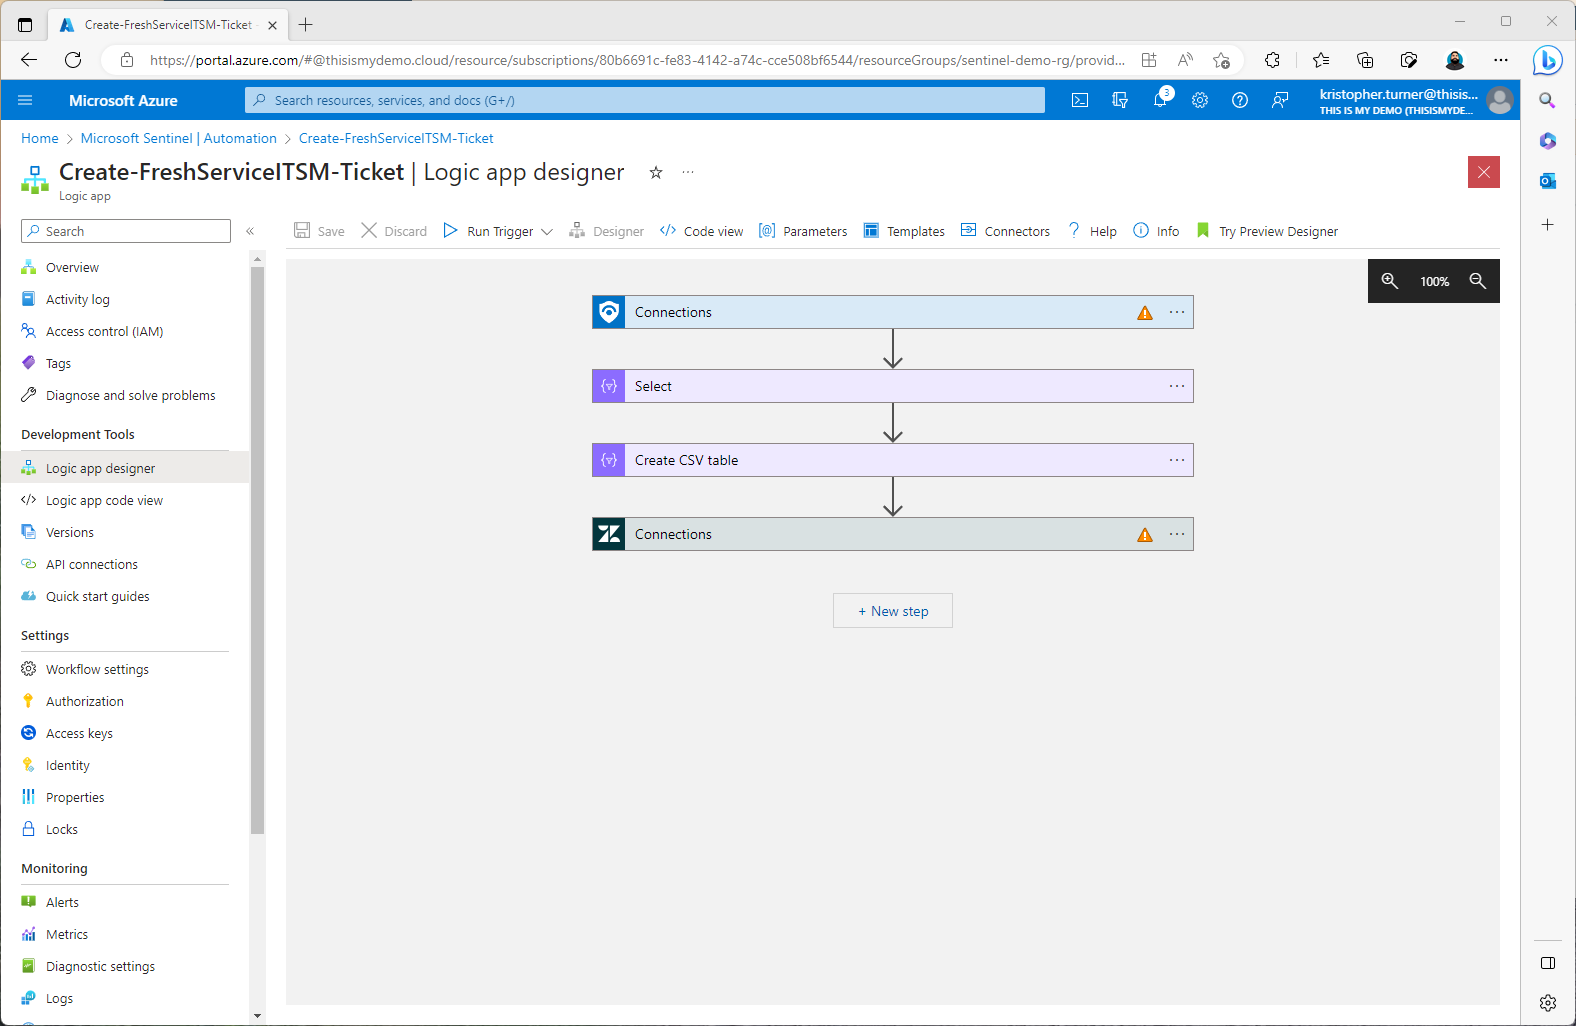 Create-FreshServiceITSM-Ticket
https://portal.azure.com/#@thisismydemo.cloud/resource/subscriptions/80b6691c-fe83-4142-a74c-cce508bf6544/resourceGroups/sentinel-demo-rg/provid...
Microsoft Azure
Search resources, services, and docs (G+/)
3
kristopher.turner@thisis...
THIS IS MY DEMO (THISISMYDE...
Home > Microsoft Sentinel | Automation > Create-FreshServiceITSM-Ticket
Create-FreshServiceITSM-Ticket | Logic app designer
Logic app
Search
Save
Discard
Run Trigger
Designer
Code view
Parameters
Templates
Connectors
Help
Info
Try Preview Designer
Overview
Activity log
Access control (IAM)
Tags
Diagnose and solve problems
Development Tools
Logic app designer
Logic app code view
Versions
API connections
Quick start guides
Settings
Workflow settings
Authorization
Access keys
Identity
Properties
Locks
Monitoring
Alerts
Metrics
Diagnostic settings
Logs
100%
Connections
Select
Create CSV table
Connections
+ New step